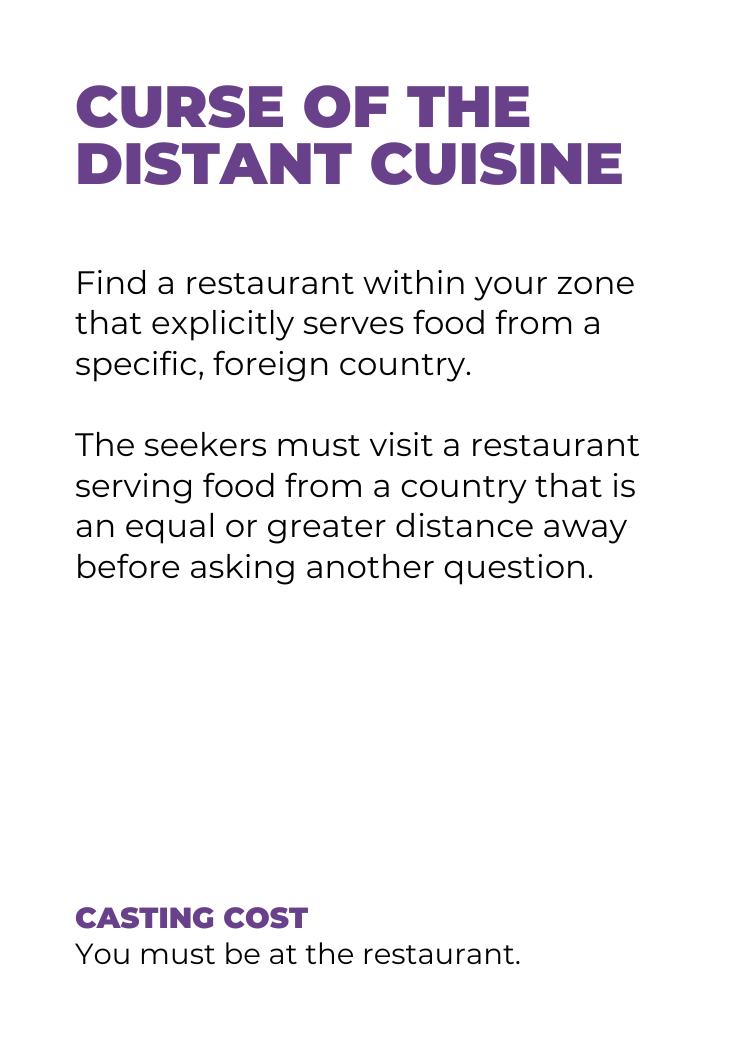 CURSE OF THE
DISTANT CUISINE
Find a restaurant within your zone
that explicitly serves food from a
specific, foreign country.
The seekers must visit a restaurant
serving food from a country that is
an equal or greater distance away
before asking another question.
CASTING COST
You must be at the restaurant.